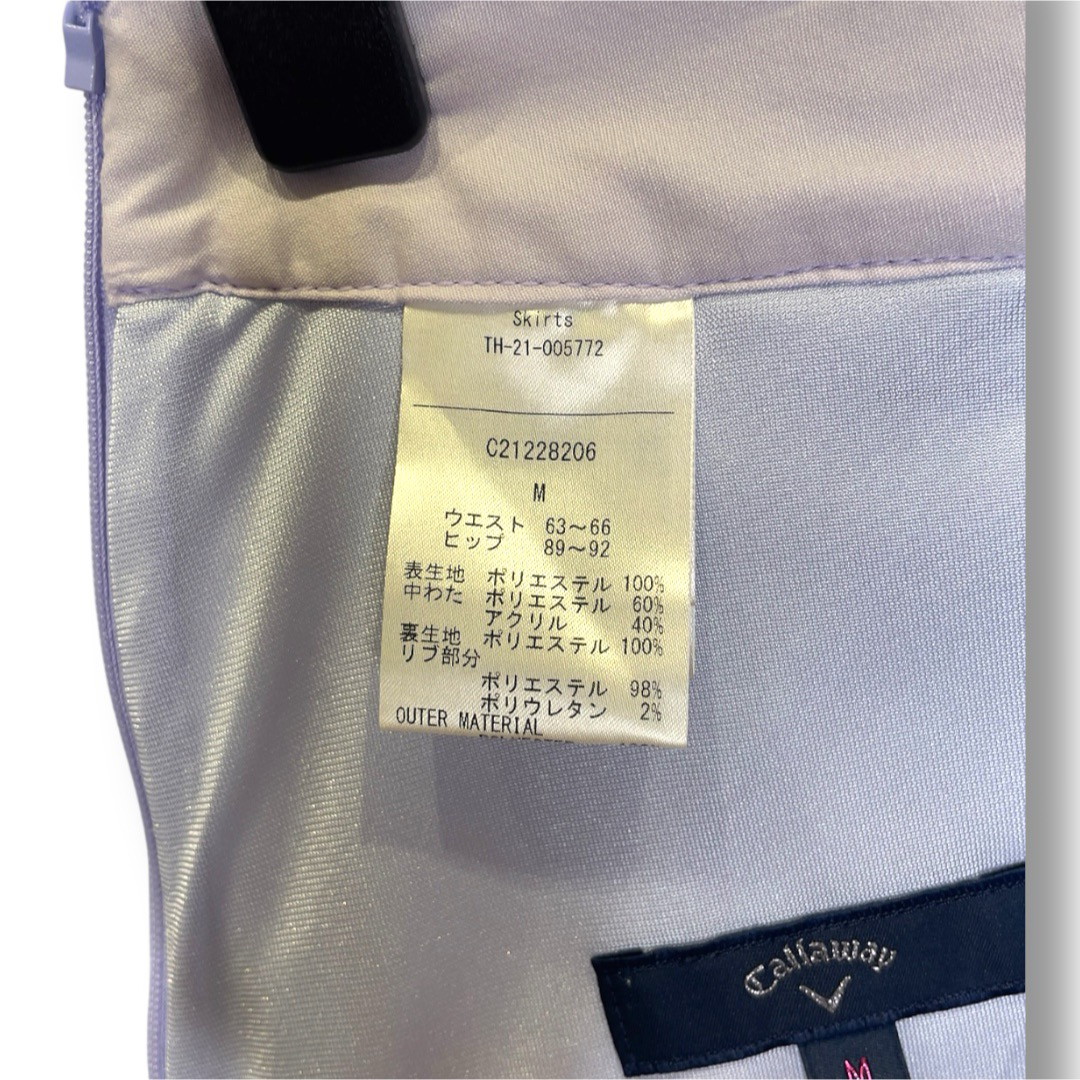 Skirts
TH-21-005772
C21228206
M
ウエスト 63～66
ヒップ 89～92
表生地 ポリエステル 100%
中わた ポリエステル 60%
アクリル 40%
裏生地 ポリエステル 100%
リブ部分
ポリエステル 98%
ポリウレタン 2%
OUTER MATERIAL
Callaway
M